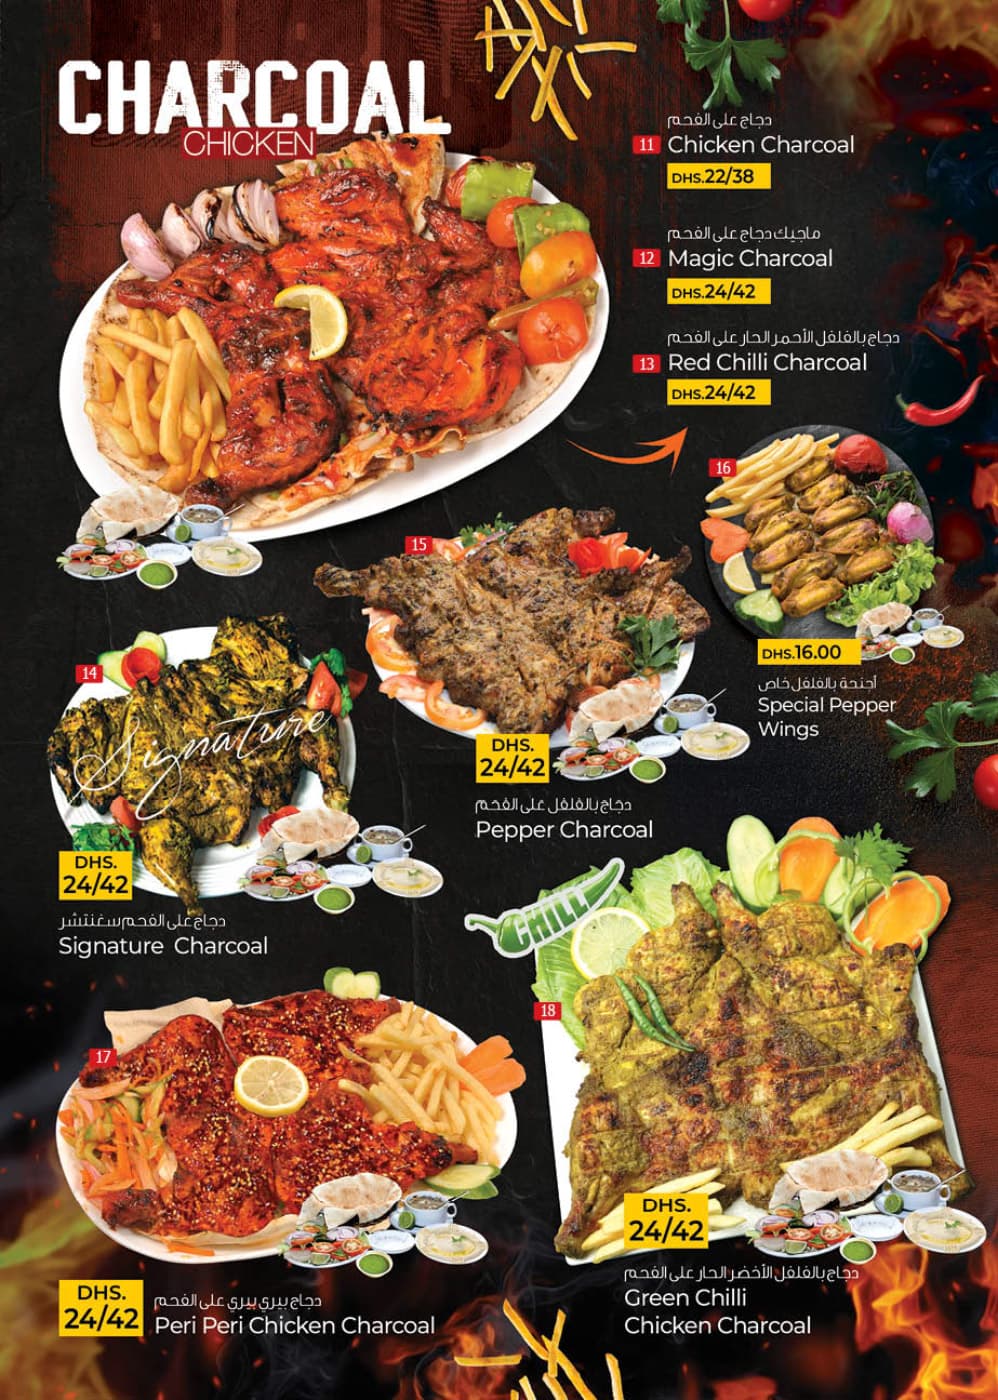 CHARCOAL
CHICKEN
دجاج على الفحم
11 Chicken Charcoal
DHS.22/38
ماجيك دجاج على الفحم
12 Magic Charcoal
DHS.24/42
دجاج بالفلفل الأحمر الحار على الفحم
13 Red Chilli Charcoal
DHS.24/42
16
DHS.16.00
أجنحة بالفلفل خاص
Special Pepper
Wings
15
DHS.
24/42
دجاج بالفلفل على الفحم
Pepper Charcoal
14
Signature
DHS.
24/42
دجاج على الفحم سغنتشر
Signature Charcoal
CHILLI
18
DHS.
24/42
دجاج بالفلفل الأخضر الحار على الفحم
Green Chilli
Chicken Charcoal
17
DHS.
24/42
دجاج بيري بيري على الفحم
Peri Peri Chicken Charcoal